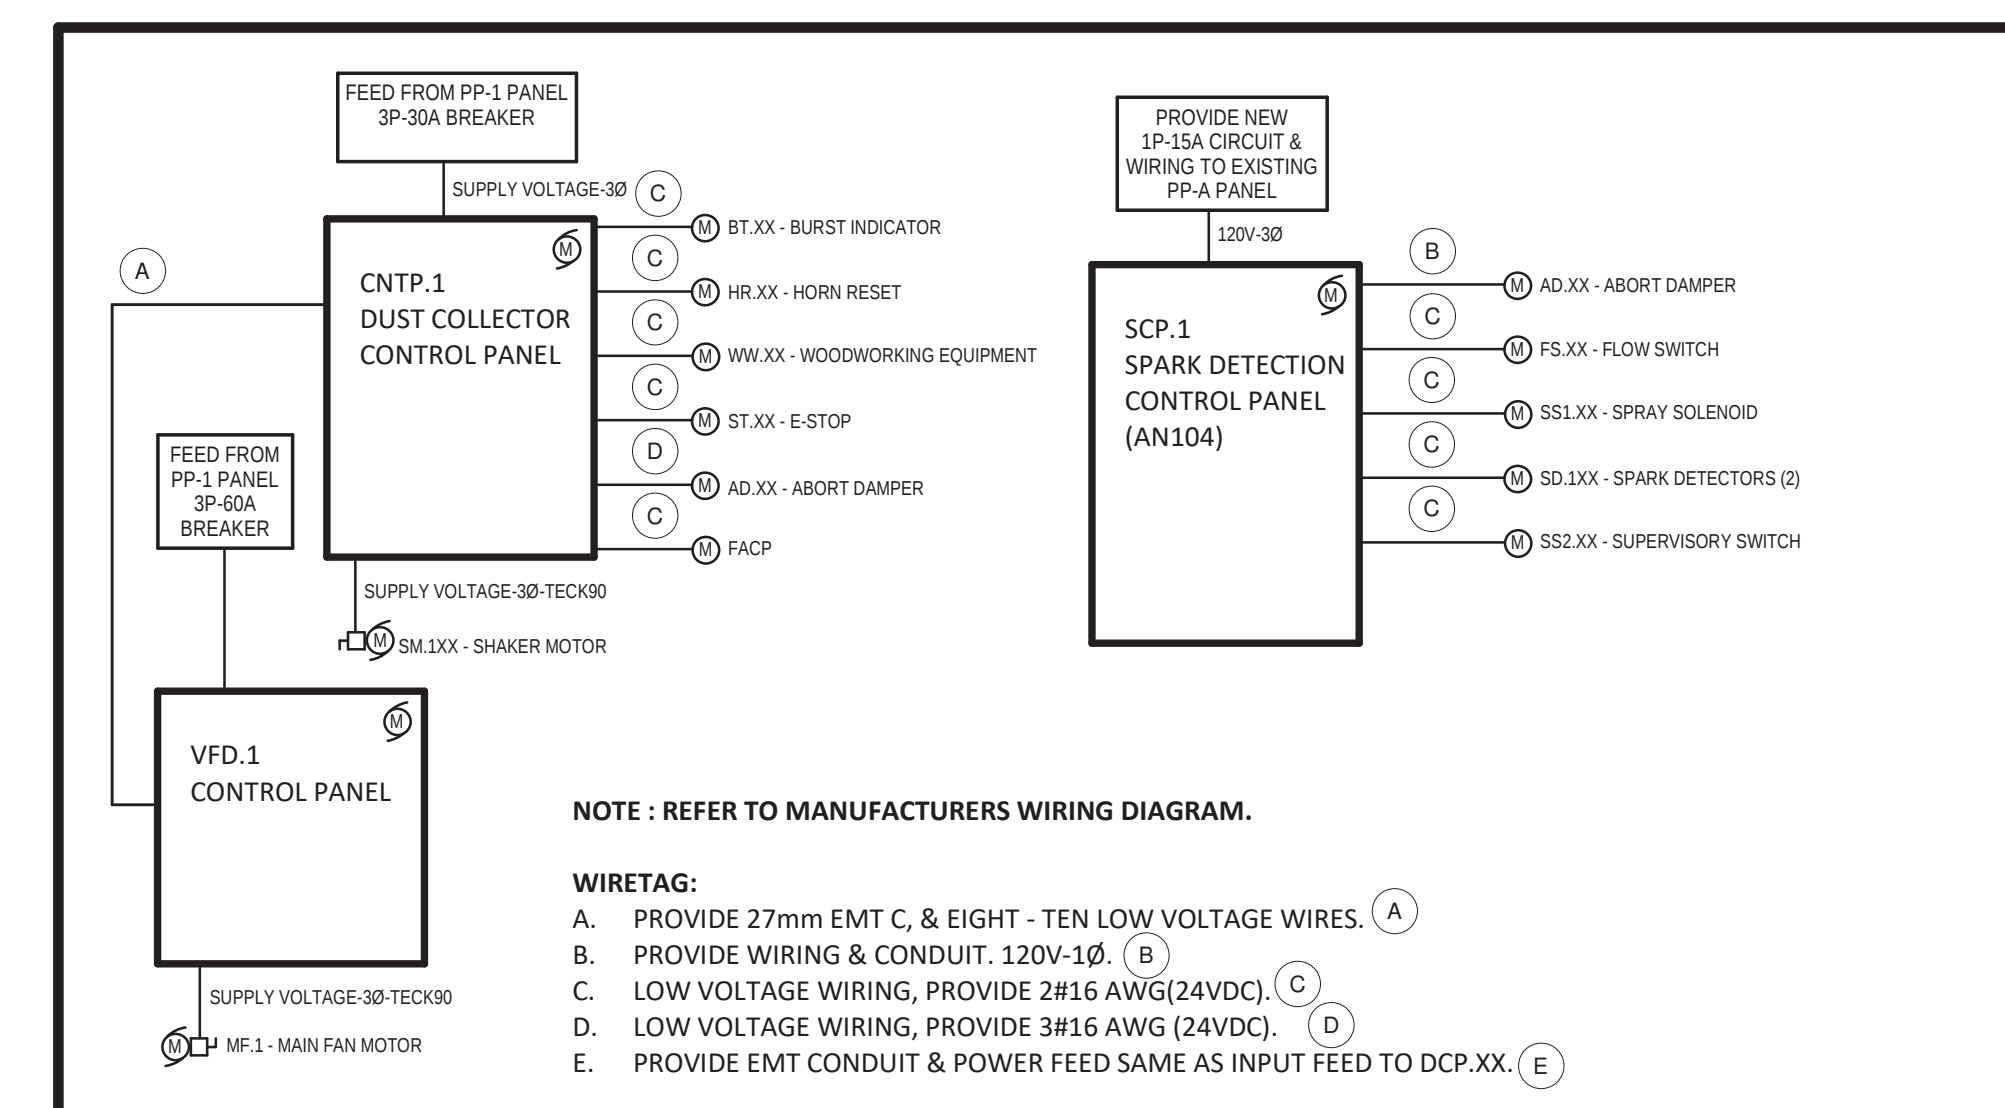 FEED FROM PP-1 PANEL
3P-30A BREAKER
SUPPLY VOLTAGE-3Ø
C
M
BT.XX - BURST INDICATOR
C
M
HR.XX - HORN RESET
C
M
WW.XX - WOODWORKING EQUIPMENT
C
M
ST.XX - E-STOP
D
M
AD.XX - ABORT DAMPER
C
M
FACP
M
CNTP.1
DUST COLLECTOR
CONTROL PANEL
A
SUPPLY VOLTAGE-3Ø-TECK90
M
SM.1XX - SHAKER MOTOR
FEED FROM
PP-1 PANEL
3P-60A
BREAKER
M
VFD.1
CONTROL PANEL
SUPPLY VOLTAGE-3Ø-TECK90
M
MF.1 - MAIN FAN MOTOR
PROVIDE NEW
1P-15A CIRCUIT &
WIRING TO EXISTING
PP-A PANEL
120V-3Ø
M
SCP.1
SPARK DETECTION
CONTROL PANEL
(AN104)
B
M
AD.XX - ABORT DAMPER
C
M
FS.XX - FLOW SWITCH
C
M
SS1.XX - SPRAY SOLENOID
C
M
SD.1XX - SPARK DETECTORS (2)
C
M
SS2.XX - SUPERVISORY SWITCH
NOTE : REFER TO MANUFACTURERS WIRING DIAGRAM.
WIRETAG:
A. PROVIDE 27mm EMT C, & EIGHT - TEN LOW VOLTAGE WIRES. A
B. PROVIDE WIRING & CONDUIT. 120V-1Ø. B
C. LOW VOLTAGE WIRING, PROVIDE 2#16 AWG(24VDC). C
D. LOW VOLTAGE WIRING, PROVIDE 3#16 AWG (24VDC). D
E. PROVIDE EMT CONDUIT & POWER FEED SAME AS INPUT FEED TO DCP.XX. E